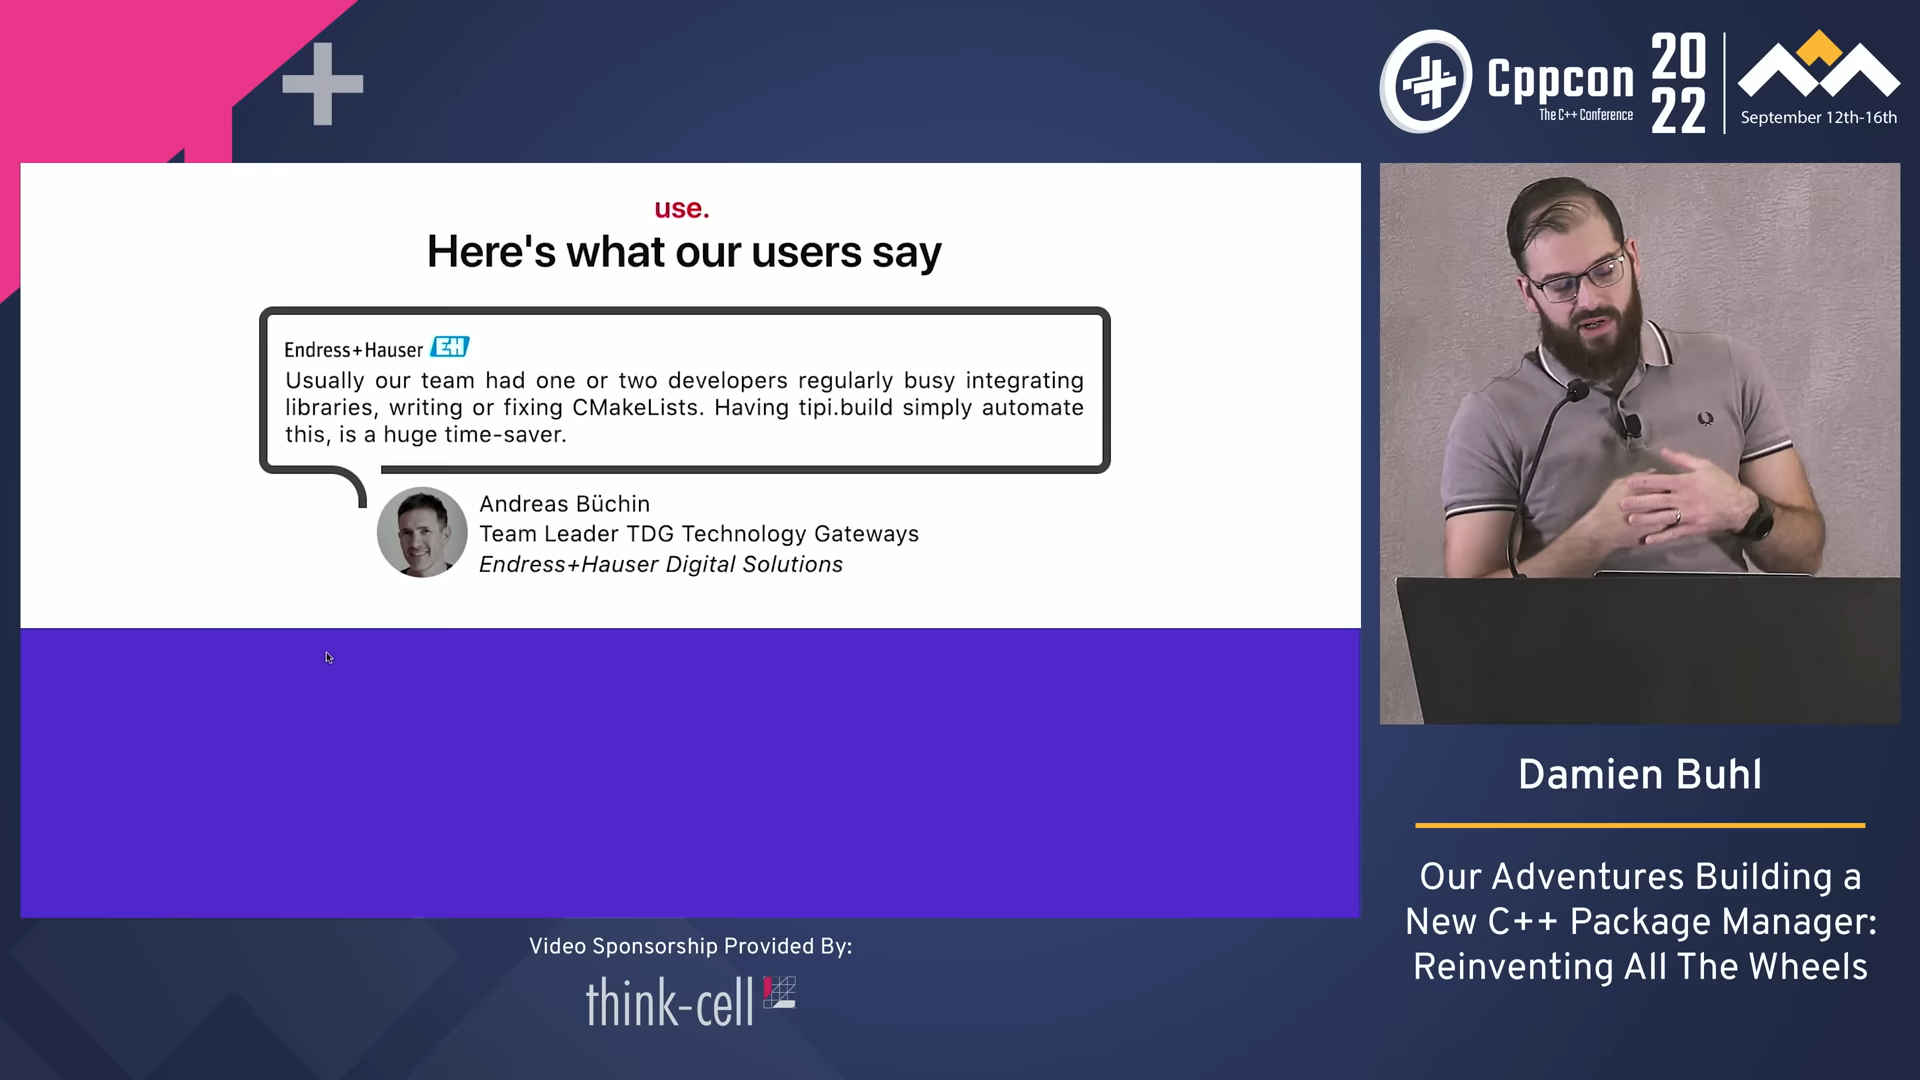 Cppcon
The C++ Conference
20
22
September 12th-16th
use.
Here's what our users say
Endress+Hauser EH
Usually our team had one or two developers regularly busy integrating
libraries, writing or fixing CMakeLists. Having tipi.build simply automate
this, is a huge time-saver.
Andreas Büchin
Team Leader TDG Technology Gateways
Endress+Hauser Digital Solutions
Damien Buhl
Our Adventures Building a
New C++ Package Manager:
Reinventing All The Wheels
Video Sponsorship Provided By:
think-cell